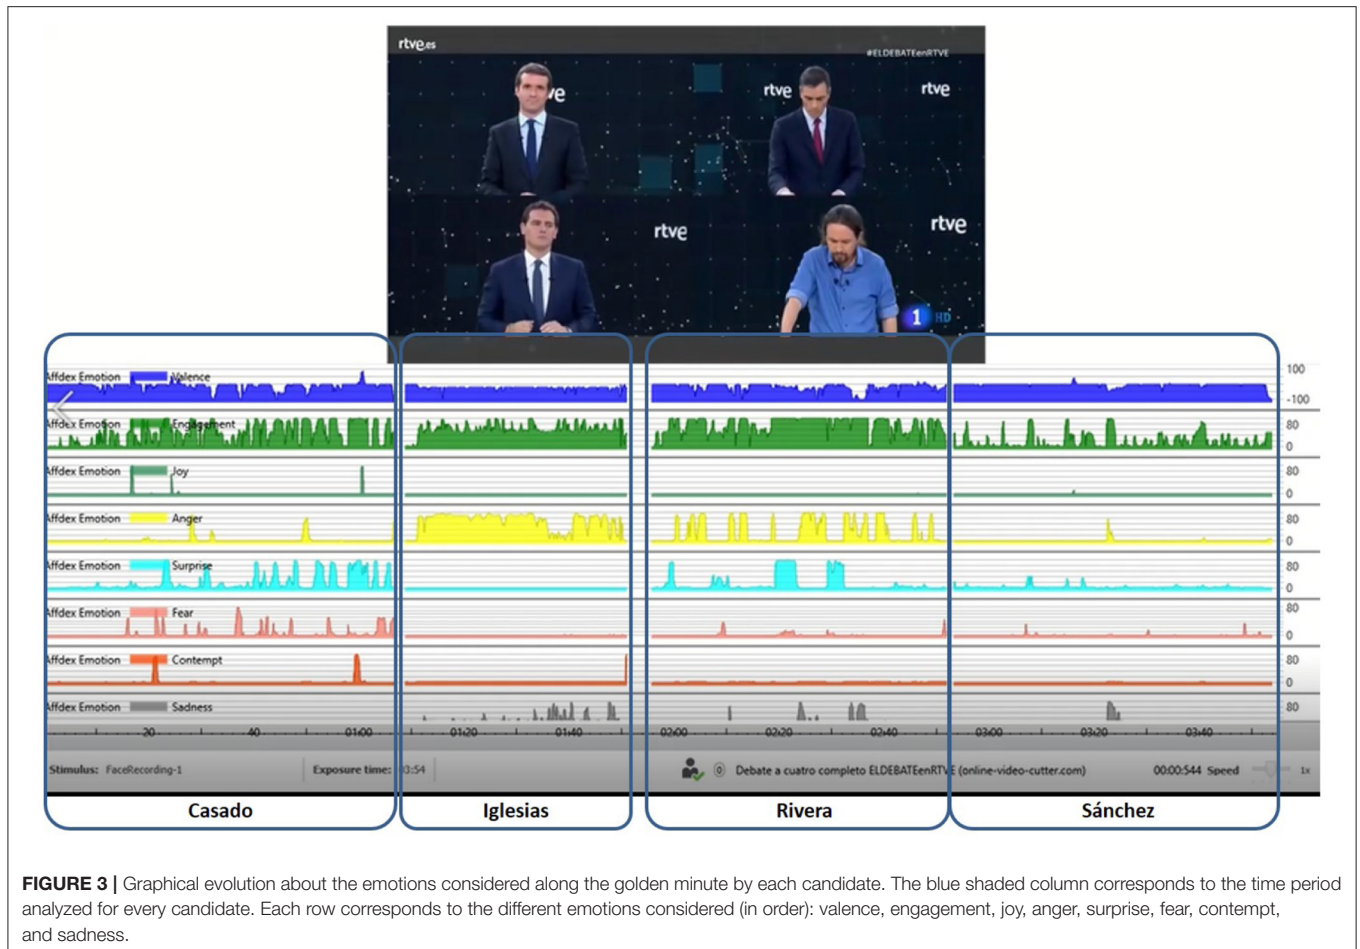 rtve.es
#ELDEBATEenRTVE
rtve
rtve
ve
rtve
rtve
1 HD
Affdex Emotion Valence
100
-100
Affdex Emotion Engagement
80
0
Affdex Emotion Joy
80
0
Affdex Emotion Anger
80
0
Affdex Emotion Surprise
80
0
Affdex Emotion Fear
80
0
Affdex Emotion Contempt
80
0
Affdex Emotion Sadness
80
20 40 01:00 01:20 01:40 02:00 02:20 02:40 03:00 03:20 03:40
Stimulus: FaceRecording-1 Exposure time: 03:54 0 Debate a cuatro completo ELDEBATEenRTVE (online-video-cutter.com) 00:00:544 Speed 1x
Casado Iglesias Rivera Sánchez
FIGURE 3 | Graphical evolution about the emotions considered along the golden minute by each candidate. The blue shaded column corresponds to the time period
analyzed for every candidate. Each row corresponds to the different emotions considered (in order): valence, engagement, joy, anger, surprise, fear, contempt,
and sadness.